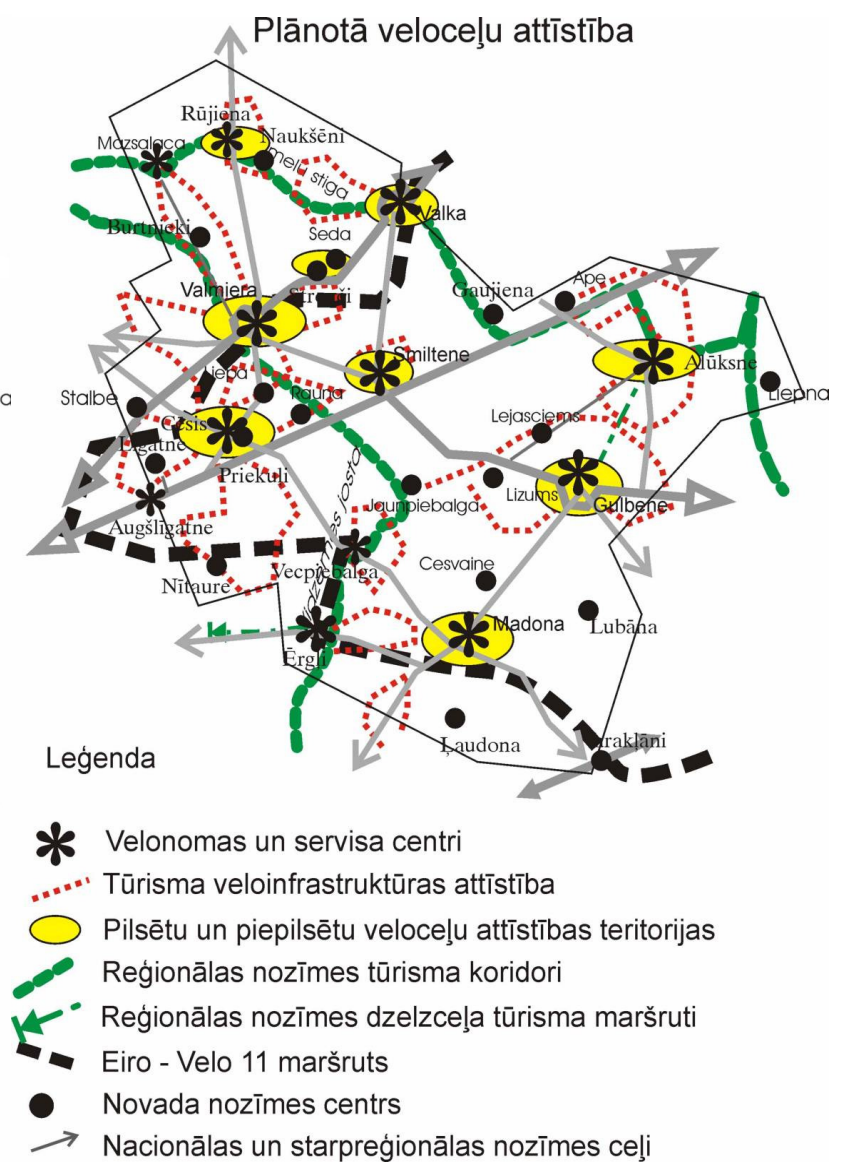 Plānotā veloceļu attīstība
Rūjiena
Naukšēni
Mazsalaca
melu stiga
Valka
Burtnieki
Seda
Valmiera
Gaujiena
Ape
Smiltene
Alūksne
Liepa
Rauna
Stalbe
a
Liepna
Cēsis
Lejasciems
Līgatne
Priekuļi
Jaunpiebalga
Lizums
Gulbene
Augšlīgatne
Cesvaine
Nītaure
Vecpiebalga
Lubāna
Madona
Ērgļi
Ļaudona
Leģenda
Velonomas un servisa centri
Tūrisma veloinfrastruktūras attīstība
Pilsētu un piepilsētu veloceļu attīstības teritorijas
Reģionālas nozīmes tūrisma koridori
Reģionālas nozīmes dzelzceļa tūrisma maršruti
Eiro - Velo 11 maršruts
Novada nozīmes centrs
Nacionālas un starpreģionālas nozīmes ceļi